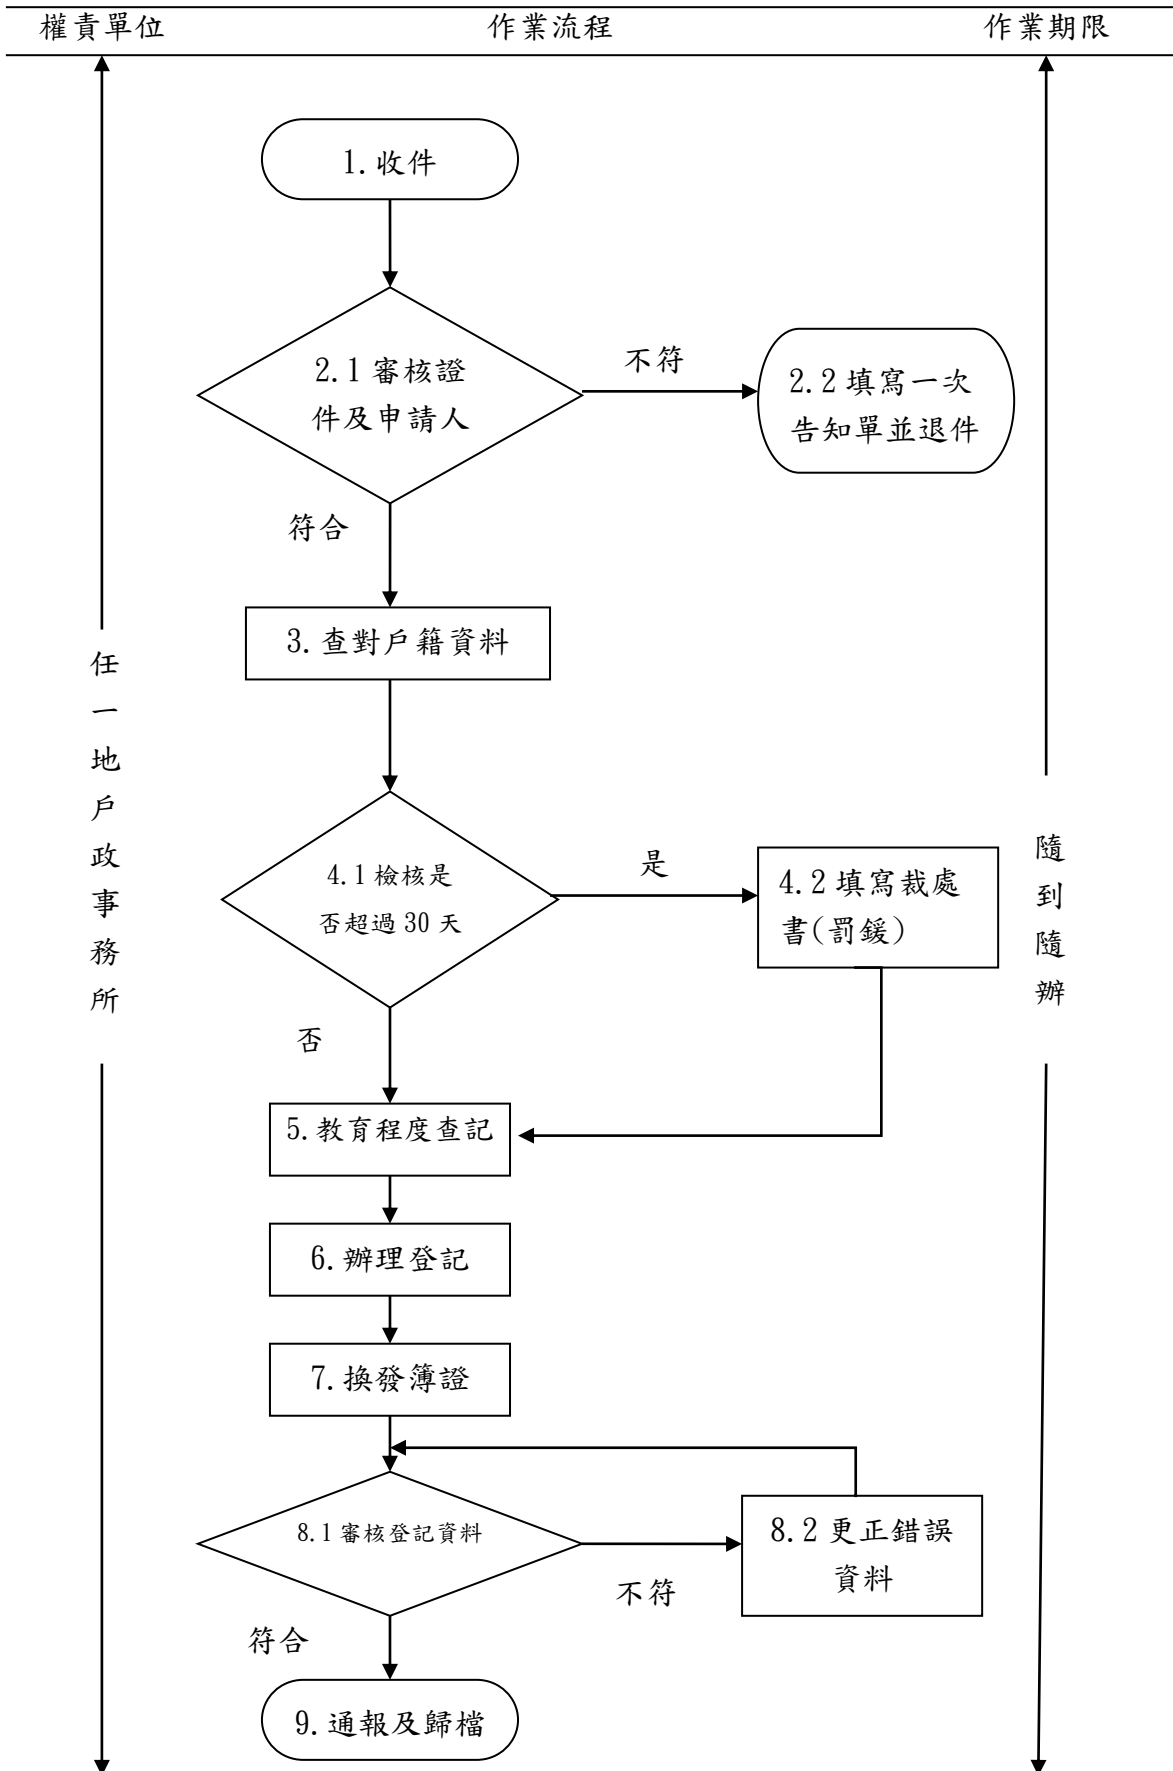 權責單位
作業流程
作業期限
1.收件
2.1審核證
件及申請人
不符
2.2填寫一次
告知單並退件
符合
3.查對戶籍資料
任
一
地
戶
政
事
務
所
4.1檢核是
否超過30天
是
4.2填寫裁處
書(罰鍰)
隨
到
隨
辦
否
5.教育程度查記
6.辦理登記
7.換發簿證
8.1審核登記資料
不符
8.2更正錯誤
資料
符合
9.通報及歸檔